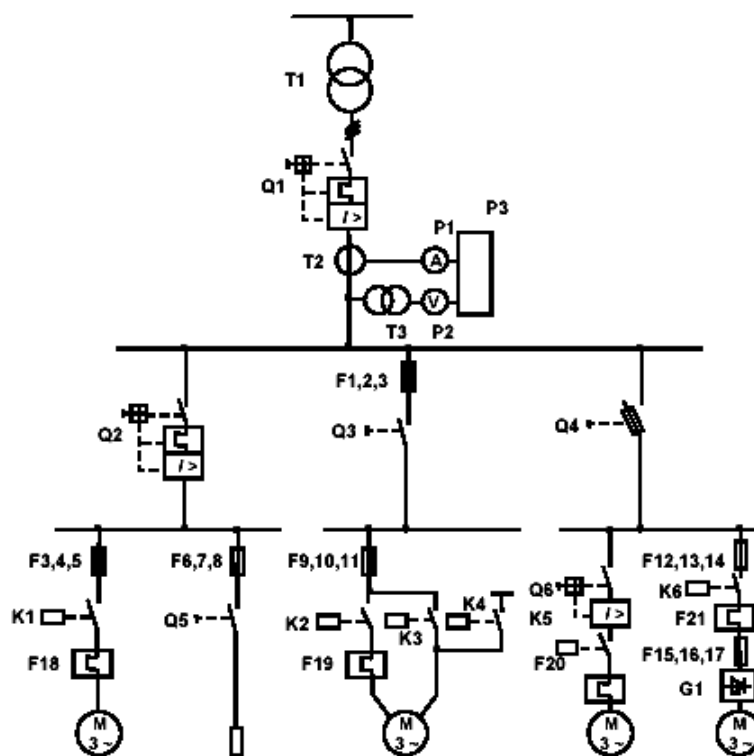 T1
Q1
I >
P3
P1
T2
A
V
T3
P2
F1,2,3
Q2
I >
Q3
Q4
F3,4,5
F6,7,8
F9,10,11
F12,13,14
K1
Q5
K2
K3
K4
Q6
K5
I >
K6
F21
F18
F19
F20
F15,16,17
G1
M
3 ~
M
3 ~
M
3 ~
M
3 ~